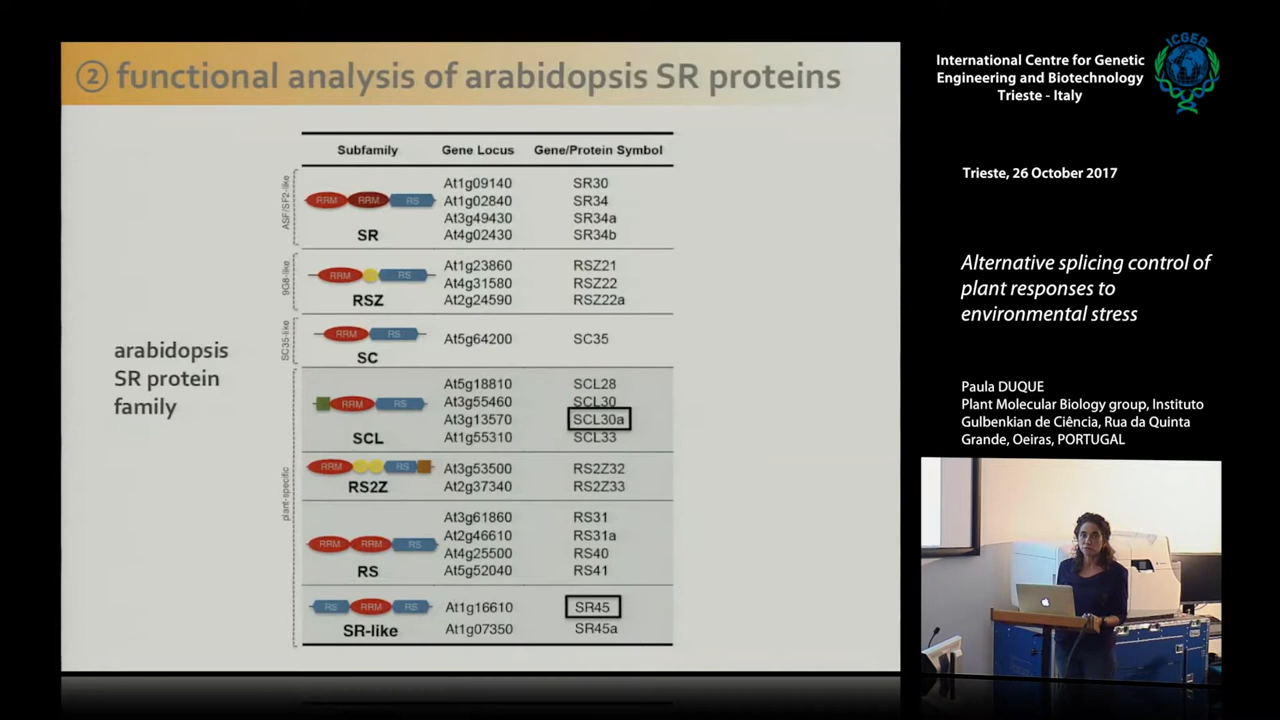 ② functional analysis of arabidopsis SR proteins
Subfamily Gene Locus Gene/Protein Symbol
ASF/SF2-like
RRM RRM RS
SR
At1g09140 SR30
At1g02840 SR34
At3g49430 SR34a
At4g02430 SR34b
9G8-like
RRM RS
RSZ
At1g23860 RSZ21
At4g31580 RSZ22
At2g24590 RSZ22a
SC35-like
RRM RS
SC
At5g64200 SC35
plant-specific
RRM RS
SCL
At5g18810 SCL28
At3g55460 SCL30
At3g13570 SCL30a
At1g55310 SCL33
RRM RS
RS2Z
At3g53500 RS2Z32
At2g37340 RS2Z33
RRM RRM RS
RS
At3g61860 RS31
At2g46610 RS31a
At4g25500 RS40
At5g52040 RS41
RS RRM RS
SR-like
At1g16610 SR45
At1g07350 SR45a
arabidopsis
SR protein
family
International Centre for Genetic
Engineering and Biotechnology
Trieste - Italy
ICGEB
Trieste, 26 October 2017
Alternative splicing control of
plant responses to
environmental stress
Paula DUQUE
Plant Molecular Biology group, Instituto
Gulbenkian de Ciência, Rua da Quinta
Grande, Oeiras, PORTUGAL